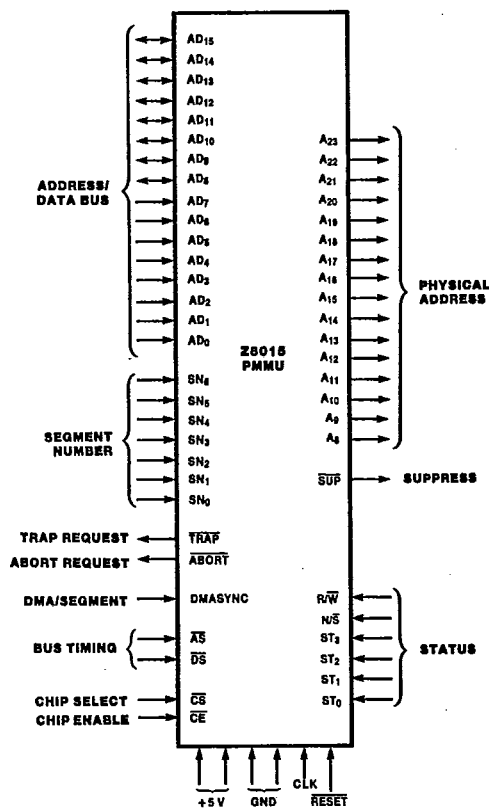 AD15
AD14
AD13
AD12
AD11
AD10
AD9
AD8
AD7
AD6
AD5
AD4
AD3
AD2
AD1
AD0
ADDRESS/
DATA BUS
SN6
SN5
SN4
SN3
SN2
SN1
SN0
SEGMENT
NUMBER
TRAP REQUEST
TRAP
ABORT REQUEST
ABORT
DMA/SEGMENT
DMASYNC
BUS TIMING
AS
DS
CHIP SELECT
CS
CHIP ENABLE
CE
Z8015
PMMU
A23
A22
A21
A20
A19
A18
A17
A16
A15
A14
A13
A12
A11
A10
A9
A8
PHYSICAL
ADDRESS
SUP
SUPPRESS
R/W
N/S
ST3
ST2
ST1
ST0
STATUS
+5 V
GND
CLK
RESET